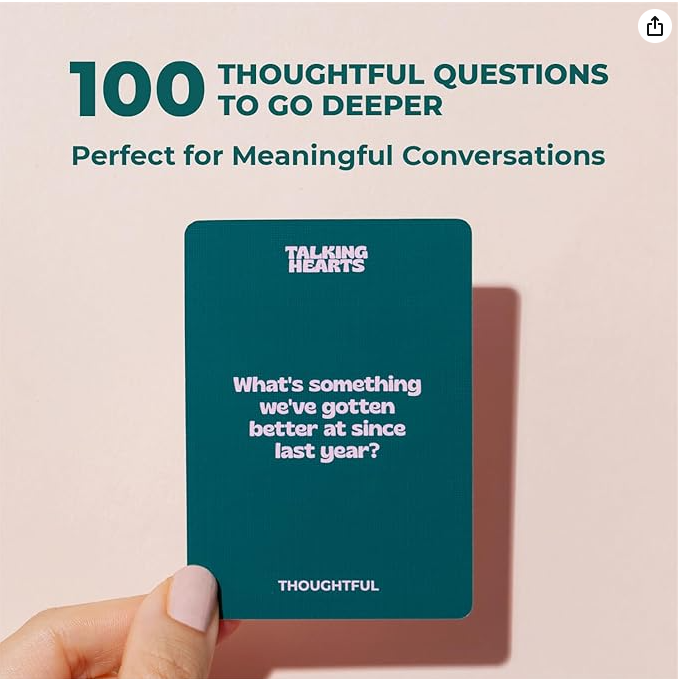 100 THOUGHTFUL QUESTIONS
TO GO DEEPER
Perfect for Meaningful Conversations
TALKING
HEARTS
What's something
we've gotten
better at since
last year?
THOUGHTFUL